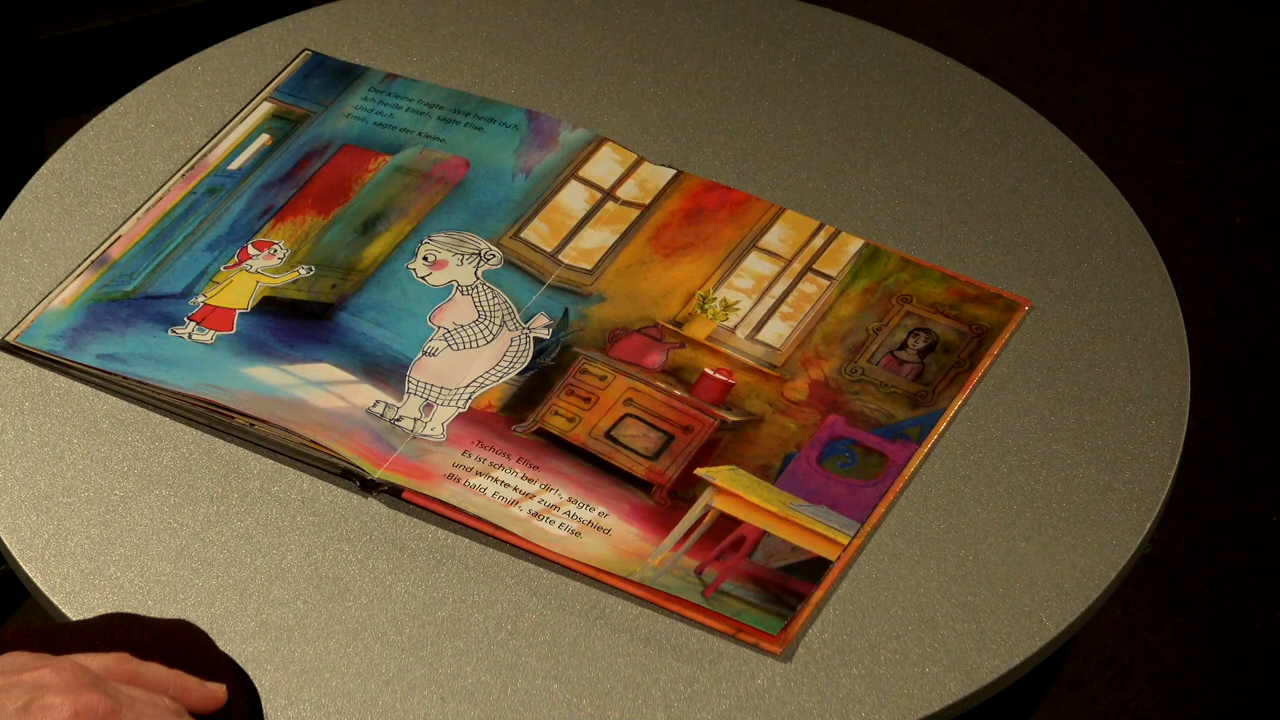 Der Kleine fragte: »Wie heißt du?«
»Ich heiße Elise!«, sagte Elise.
»Und du?«
»Emil«, sagte der Kleine.
»Tschüss, Elise.
Es ist schön bei dir!«, sagte er
und winkte kurz zum Abschied.
»Bis bald, Emil!«, sagte Elise.